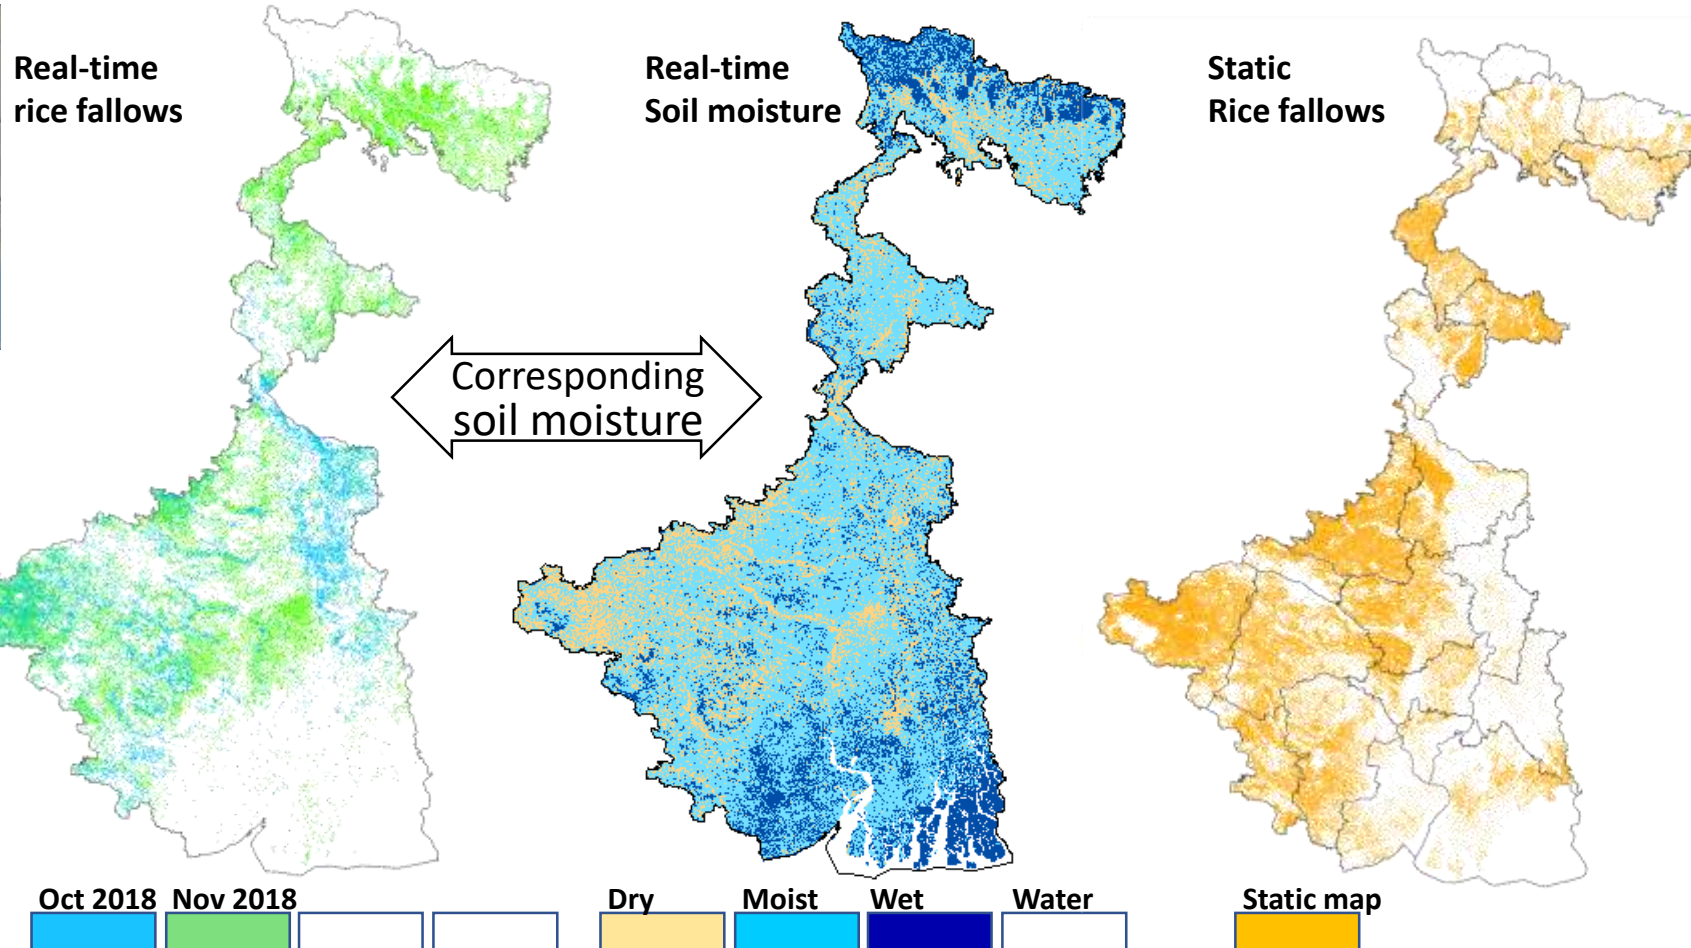 Real-time
rice fallows
Real-time
Soil moisture
Static
Rice fallows
Corresponding
soil moisture
Oct 2018 Nov 2018
Dry Moist Wet Water
Static map